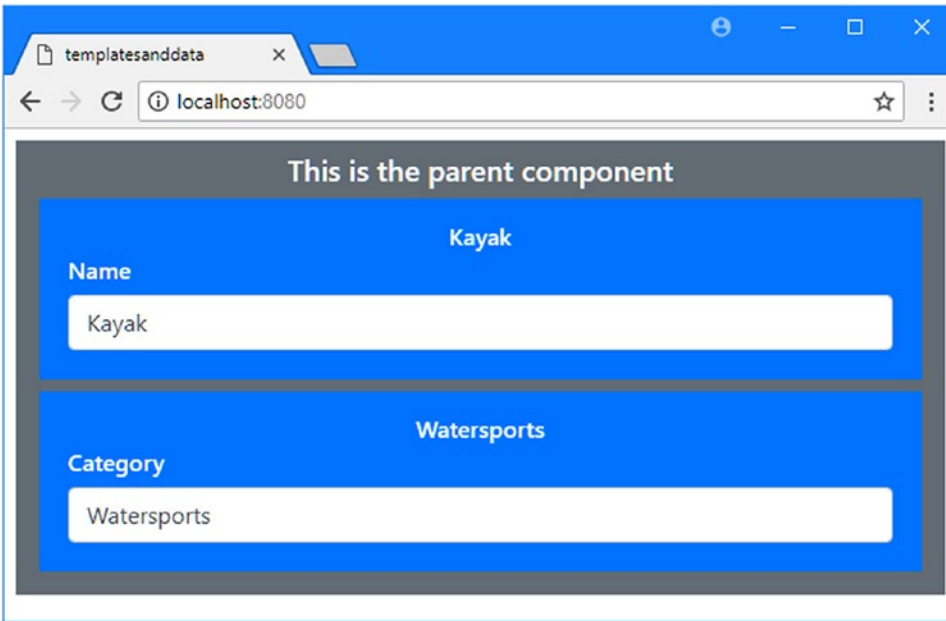 templatesanddata
localhost:8080
This is the parent component
Kayak
Name
Kayak
Watersports
Category
Watersports